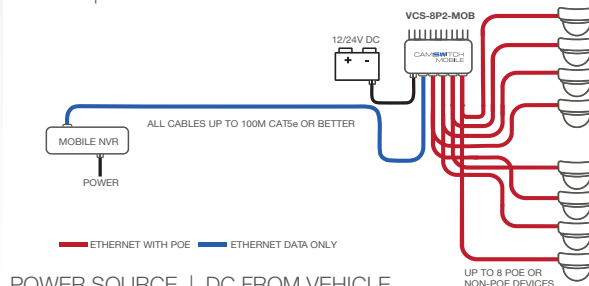 VCS-8P2-MOB
12/24V DC
+ -
CAMSWITCH
MOBILE
ALL CABLES UP TO 100M CAT5e OR BETTER
MOBILE NVR
POWER
ETHERNET WITH POE
ETHERNET DATA ONLY
UP TO 8 POE OR
NON-POE DEVICES
POWER SOURCE | DC FROM VEHICLE